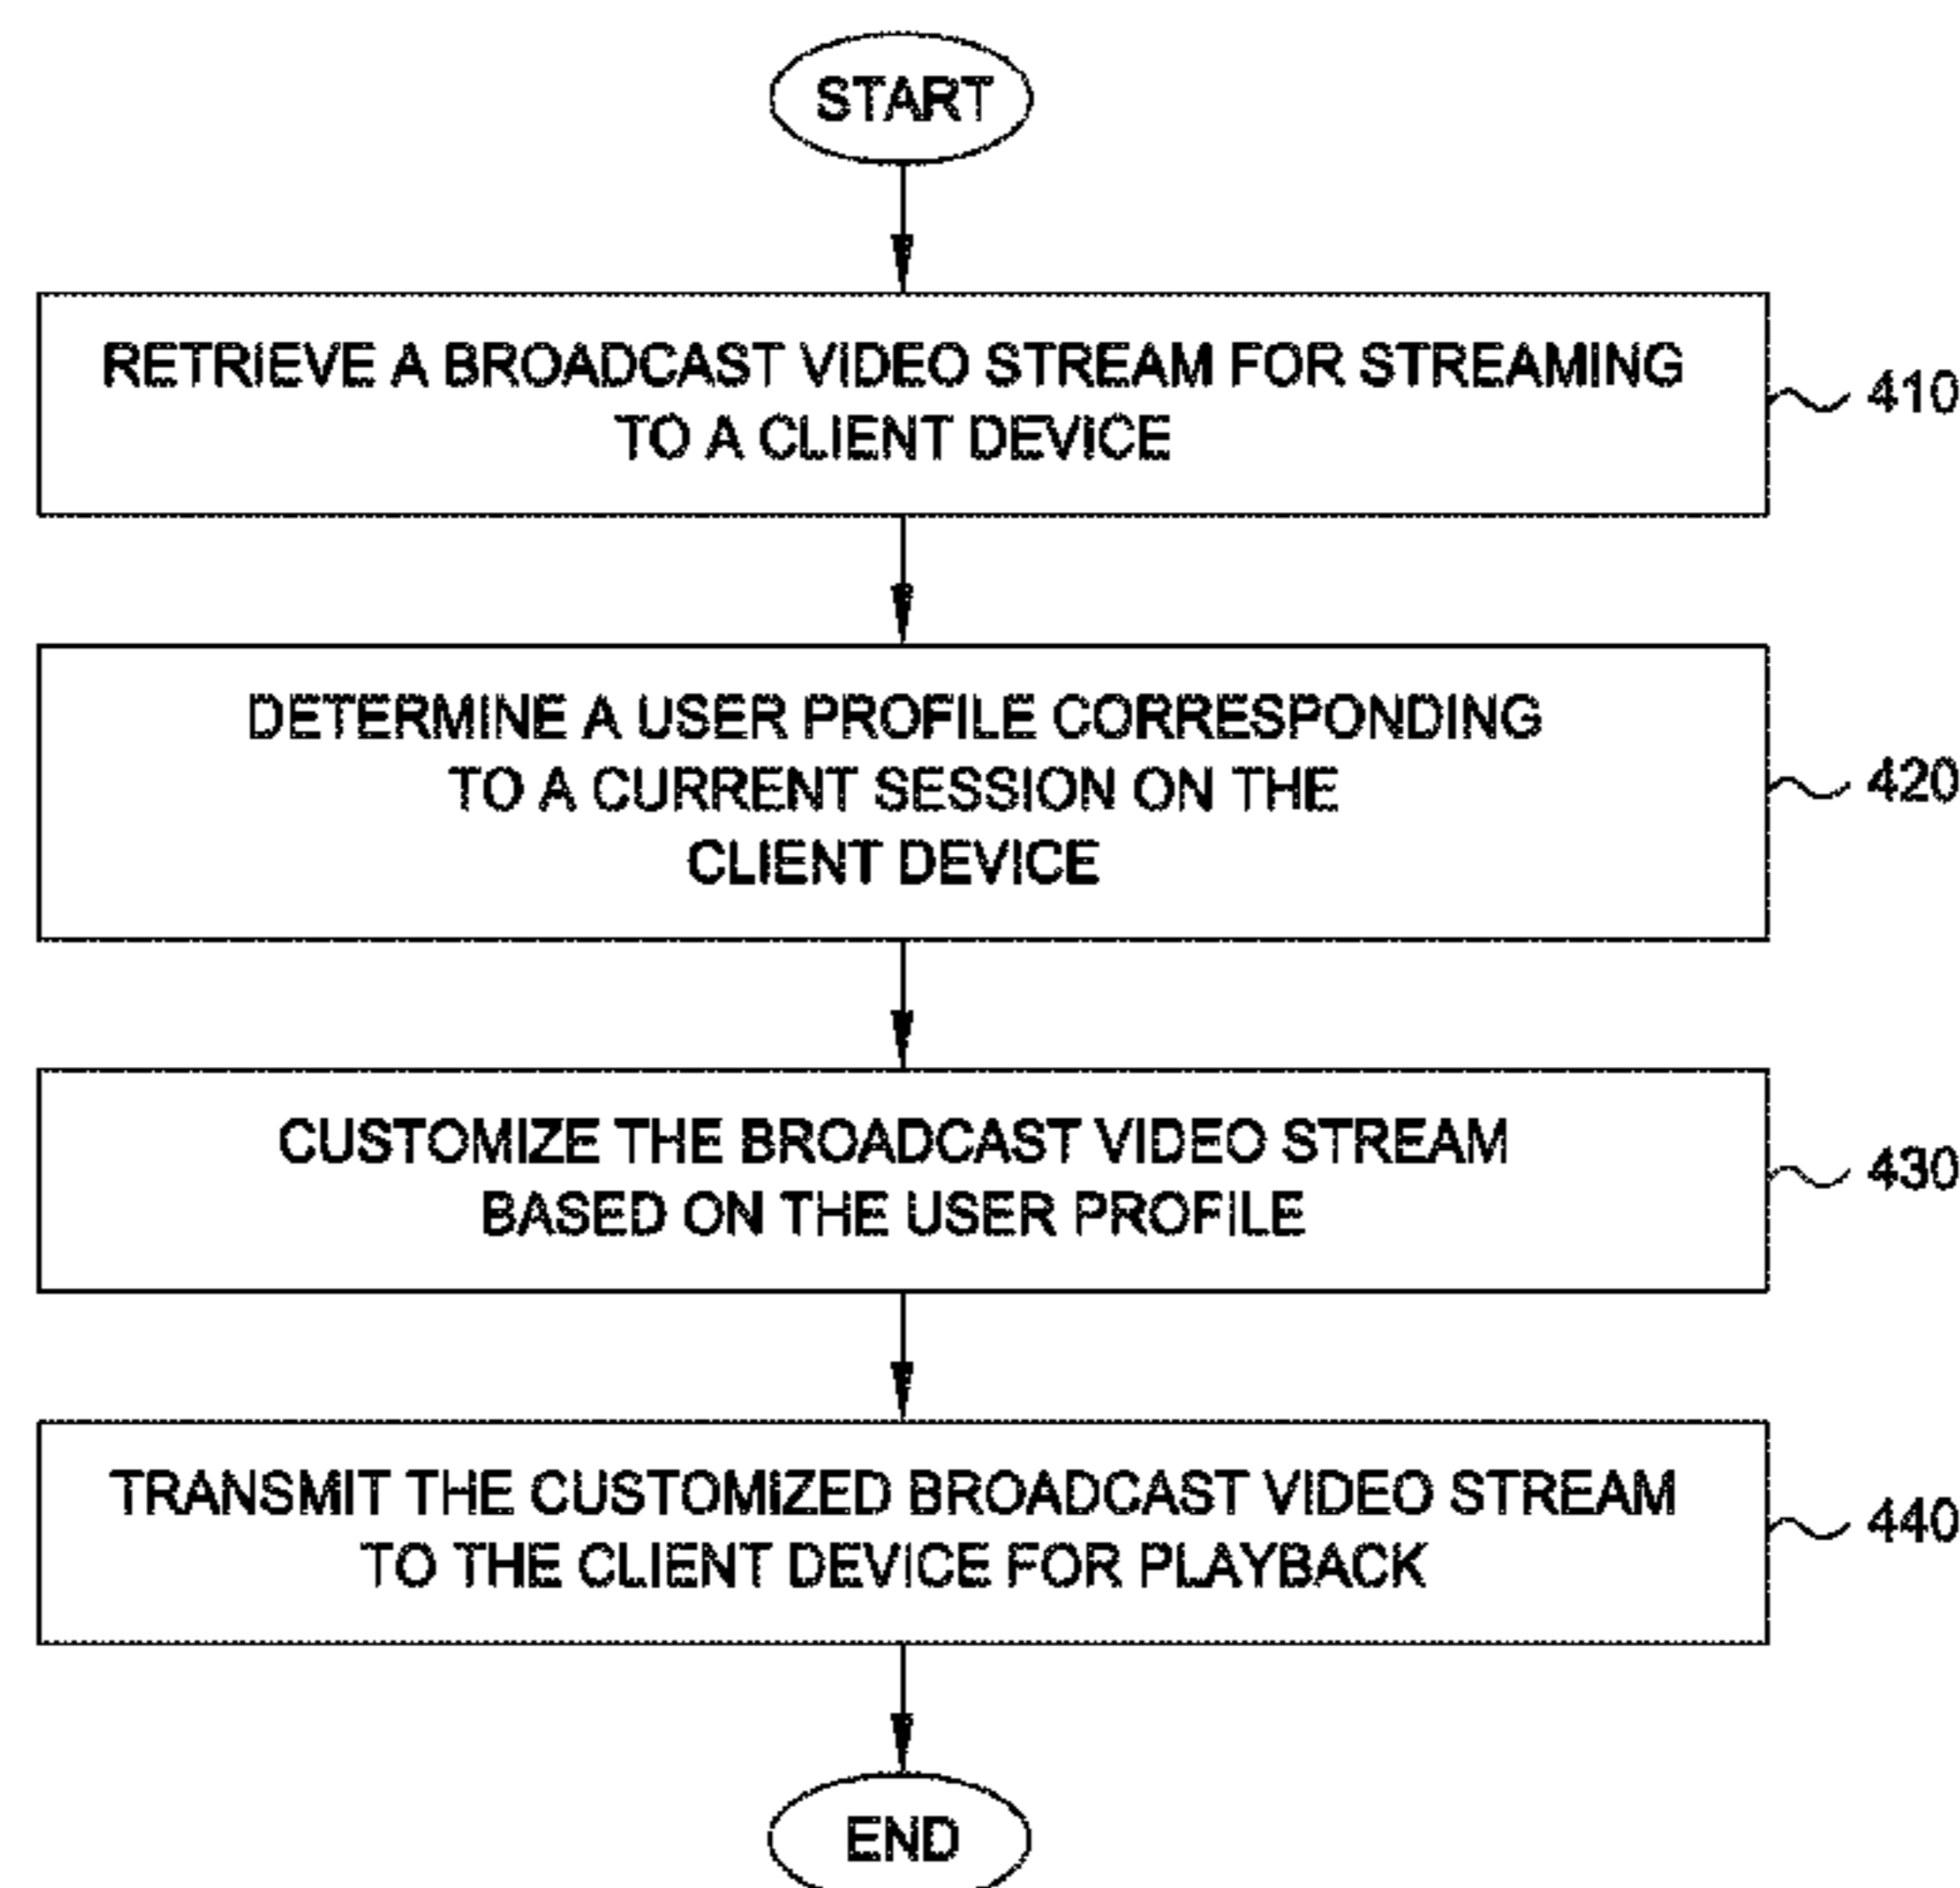 START
RETRIEVE A BROADCAST VIDEO STREAM FOR STREAMING
TO A CLIENT DEVICE
410
DETERMINE A USER PROFILE CORRESPONDING
TO A CURRENT SESSION ON THE
CLIENT DEVICE
420
CUSTOMIZE THE BROADCAST VIDEO STREAM
BASED ON THE USER PROFILE
430
TRANSMIT THE CUSTOMIZED BROADCAST VIDEO STREAM
TO THE CLIENT DEVICE FOR PLAYBACK
440
END